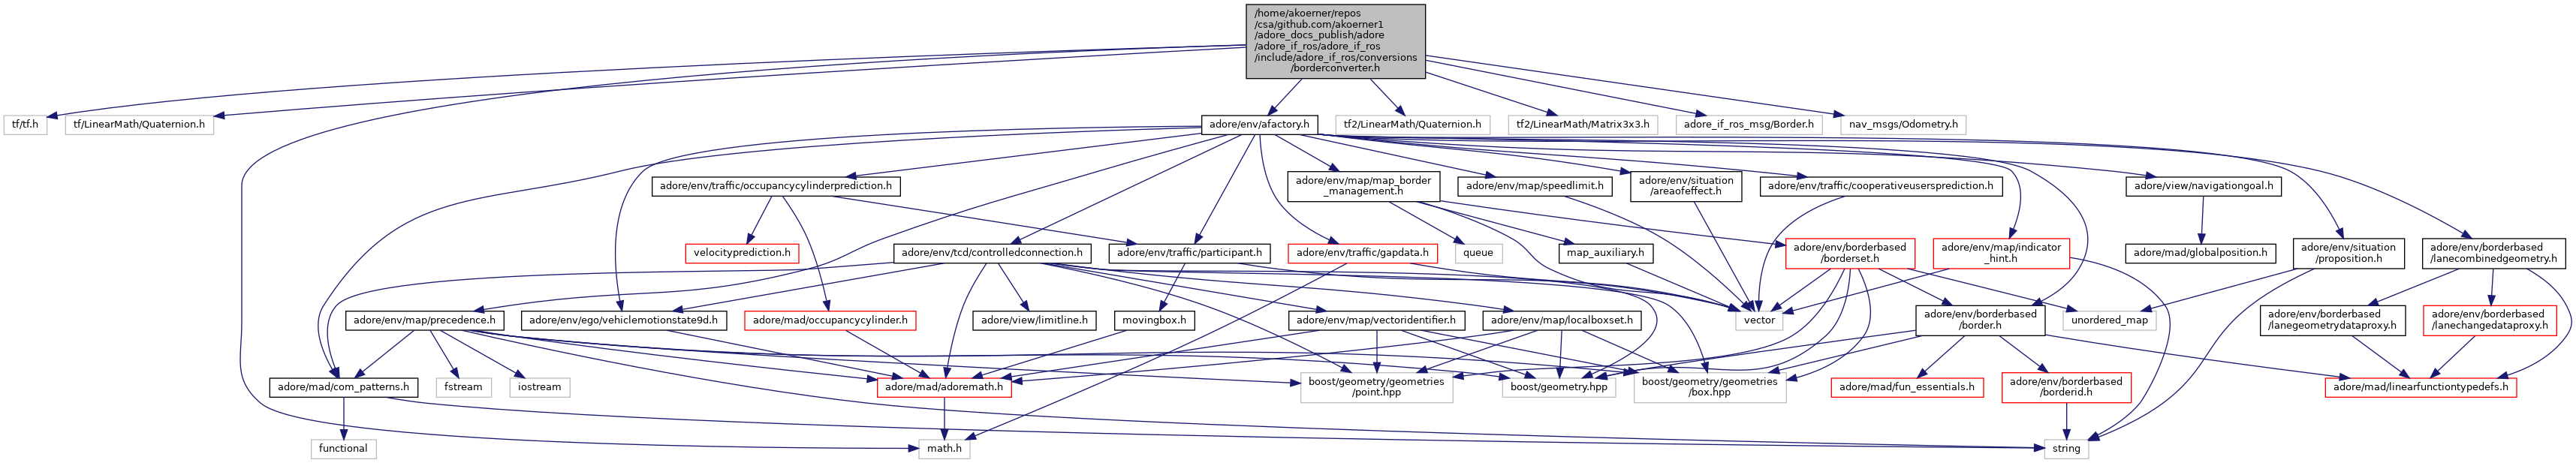 /home/akoerner/repos
/csa/github.com/akoerner1
/adore_docs_publish/adore
/adore_if_ros/adore_if_ros
/include/adore_if_ros/conversions
/borderconverter.h
tf/tf.h
tf/LinearMath/Quaternion.h
adore/env/afactory.h
tf2/LinearMath/Quaternion.h
tf2/LinearMath/Matrix3x3.h
adore_if_ros_msg/Border.h
nav_msgs/Odometry.h
adore/env/traffic/occupancycylinderprediction.h
adore/env/map/map_border
_management.h
adore/env/map/speedlimit.h
adore/env/situation
/areaofeffect.h
adore/env/traffic/cooperativeusersprediction.h
adore/view/navigationgoal.h
velocityprediction.h
adore/env/tcd/controlledconnection.h
adore/env/traffic/participant.h
adore/env/traffic/gapdata.h
queue
map_auxiliary.h
adore/env/borderbased
/borderset.h
adore/env/map/indicator
_hint.h
adore/mad/globalposition.h
adore/env/situation
/proposition.h
adore/env/borderbased
/lanecombinedgeometry.h
adore/env/map/precedence.h
adore/env/ego/vehiclemotionstate9d.h
adore/mad/occupancycylinder.h
adore/view/limitline.h
movingbox.h
adore/env/map/vectoridentifier.h
adore/env/map/localboxset.h
vector
adore/env/borderbased
/border.h
unordered_map
adore/env/borderbased
/lanegeometrydataproxy.h
adore/env/borderbased
/lanechangedataproxy.h
adore/mad/com_patterns.h
fstream
iostream
adore/mad/adoremath.h
boost/geometry/geometries
/point.hpp
boost/geometry.hpp
boost/geometry/geometries
/box.hpp
adore/mad/fun_essentials.h
adore/env/borderbased
/borderid.h
adore/mad/linearfunctiontypedefs.h
functional
math.h
string